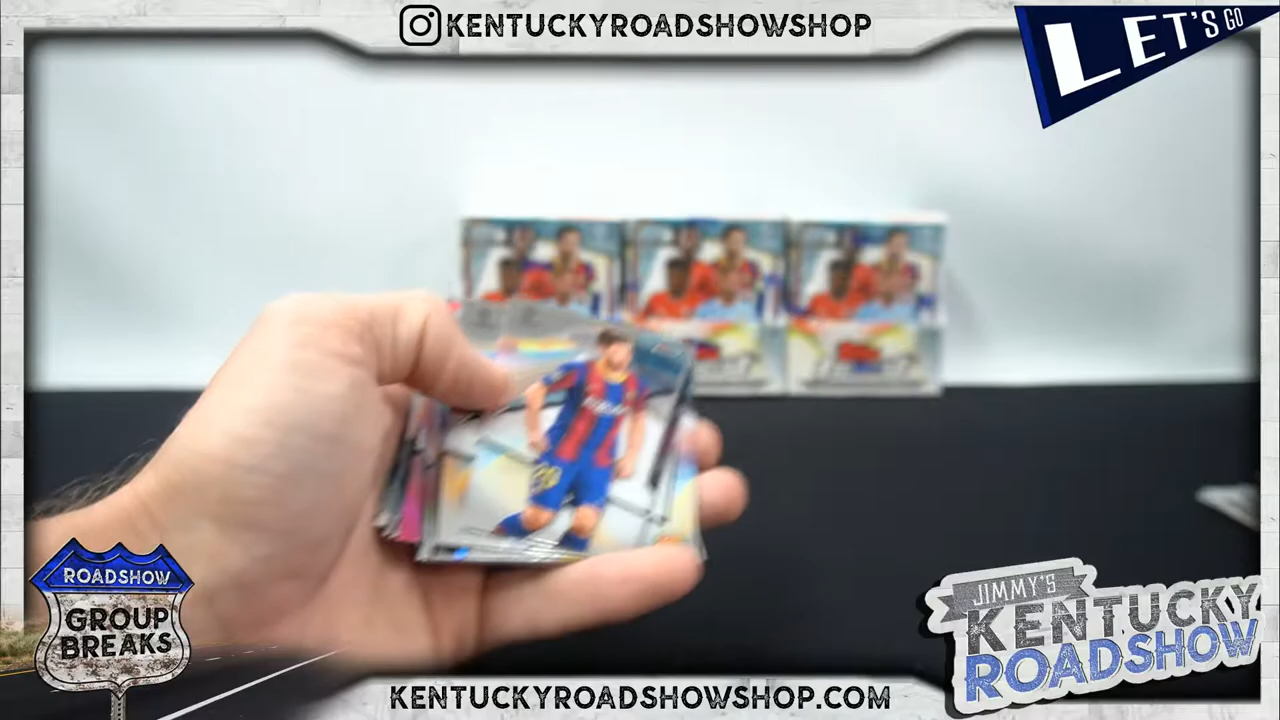 KENTUCKYROADSHOWSHOP
LET'S GO
ROADSHOW
GROUP
BREAKS
JIMMY'S
KENTUCKY
ROADSHOW
KENTUCKYROADSHOWSHOP.COM